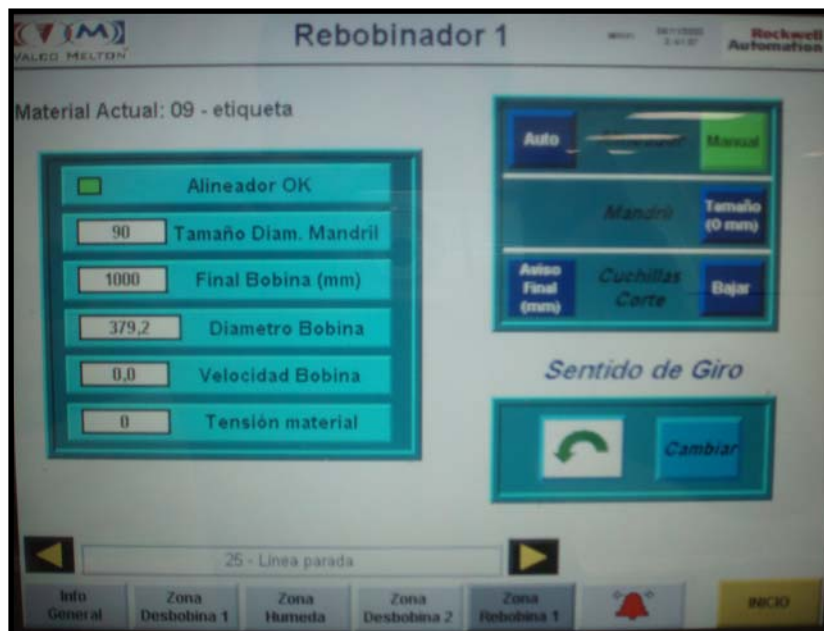 VALCO MELTON
Rebobinador 1
Rockwell
Automation
Material Actual: 09 - etiqueta
Alineador OK
90 Tamaño Diam. Mandril
1000 Final Bobina (mm)
379,2 Diametro Bobina
0,0 Velocidad Bobina
0 Tensión material
Auto
Manual
Mandril
Tamaño
(0 mm)
Aviso
Final
(mm)
Cuchillas
Corte
Bajar
Sentido de Giro
Cambiar
25 - Linea parada
Info
General
Zona
Desbobina 1
Zona
Humeda
Zona
Desbobina 2
Zona
Rebobina 1
INICIO